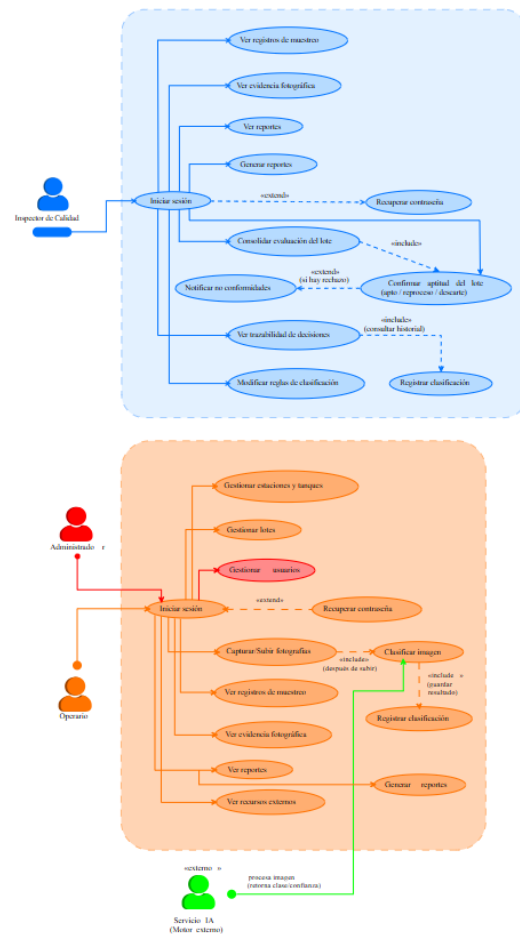 Ver registros de muestreo
Ver evidencia fotográfica
Ver reportes
Generar reportes
Inspector de Calidad
Iniciar sesión
«extend»
Recuperar contraseña
Consolidar evaluación del lote
«include»
Notificar no conformidades
«extend»
(si hay rechazo)
Confirmar aptitud del lote
(apto / reproceso / descarte)
Ver trazabilidad de decisiones
«include»
(consultar historial)
Modificar reglas de clasificación
Registrar clasificación
Gestionar estaciones y tanques
Gestionar lotes
Administrado r
Gestionar usuarios
Iniciar sesión
«extend»
Recuperar contraseña
Capturar/Subir fotografías
«include»
(después de subir)
Clasificar imagen
«include »
(guardar
resultado)
Operario
Ver registros de muestreo
Registrar clasificación
Ver evidencia fotográfica
Ver reportes
Generar reportes
Ver recursos externos
«externo »
procesa imagen
(retorna clase/confianza)
Servicio IA
(Motor externo)